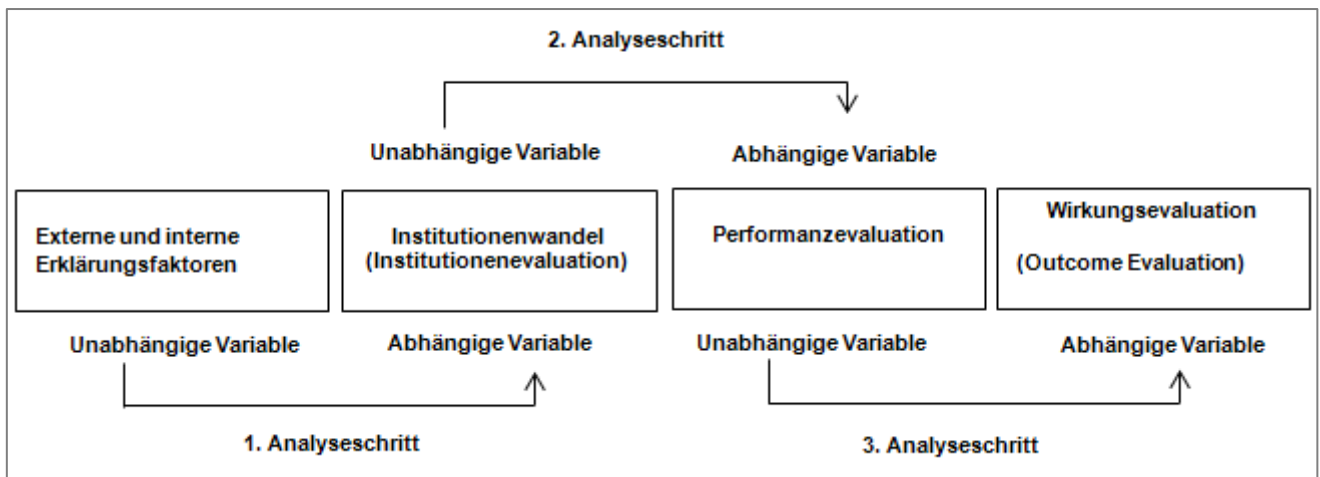 2. Analyseschritt
Unabhängige Variable
Abhängige Variable
Externe und interne
Erklärungsfaktoren
Institutionenwandel
(Institutionenevaluation)
Performanzevaluation
Wirkungsevaluation
(Outcome Evaluation)
Unabhängige Variable
Abhängige Variable
Unabhängige Variable
Abhängige Variable
1. Analyseschritt
3. Analyseschritt